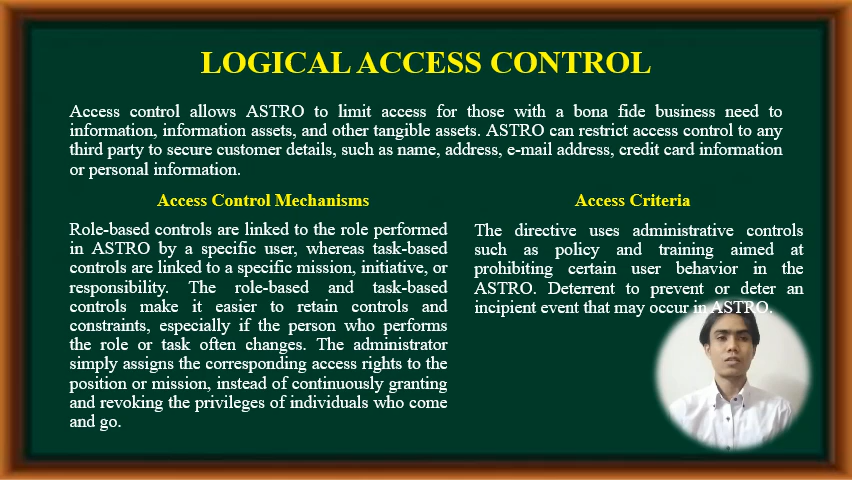 LOGICAL ACCESS CONTROL
Access control allows ASTRO to limit access for those with a bona fide business need to
information, information assets, and other tangible assets. ASTRO can restrict access control to any
third party to secure customer details, such as name, address, e-mail address, credit card information
or personal information.
Access Control Mechanisms
Role-based controls are linked to the role performed
in ASTRO by a specific user, whereas task-based
controls are linked to a specific mission, initiative, or
responsibility. The role-based and task-based
controls make it easier to retain controls and
constraints, especially if the person who performs
the role or task often changes. The administrator
simply assigns the corresponding access rights to the
position or mission, instead of continuously granting
and revoking the privileges of individuals who come
and go.
Access Criteria
The directive uses administrative controls
such as policy and training aimed at
prohibiting certain user behavior in the
ASTRO. Deterrent to prevent or deter an
incipient event that may occur in ASTRO.